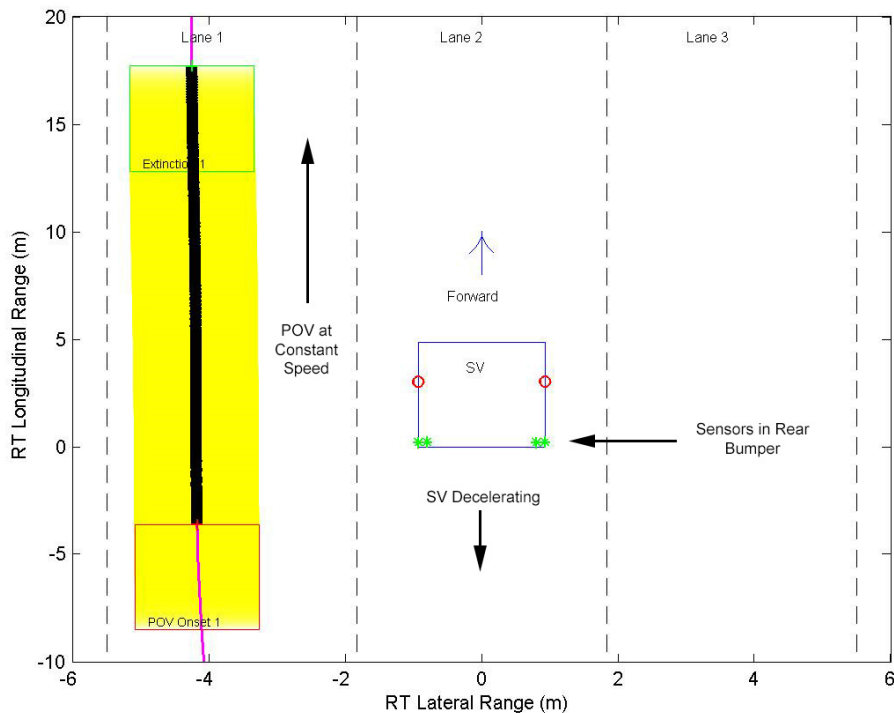 20
15
10
5
0
-5
-10
-6
-4
-2
0
2
4
6
RT Longitudinal Range (m)
RT Lateral Range (m)
Lane 1
Lane 2
Lane 3
Extinction 1
POV at
Constant
Speed
Forward
SV
Sensors in Rear
Bumper
SV Decelerating
POV Onset 1